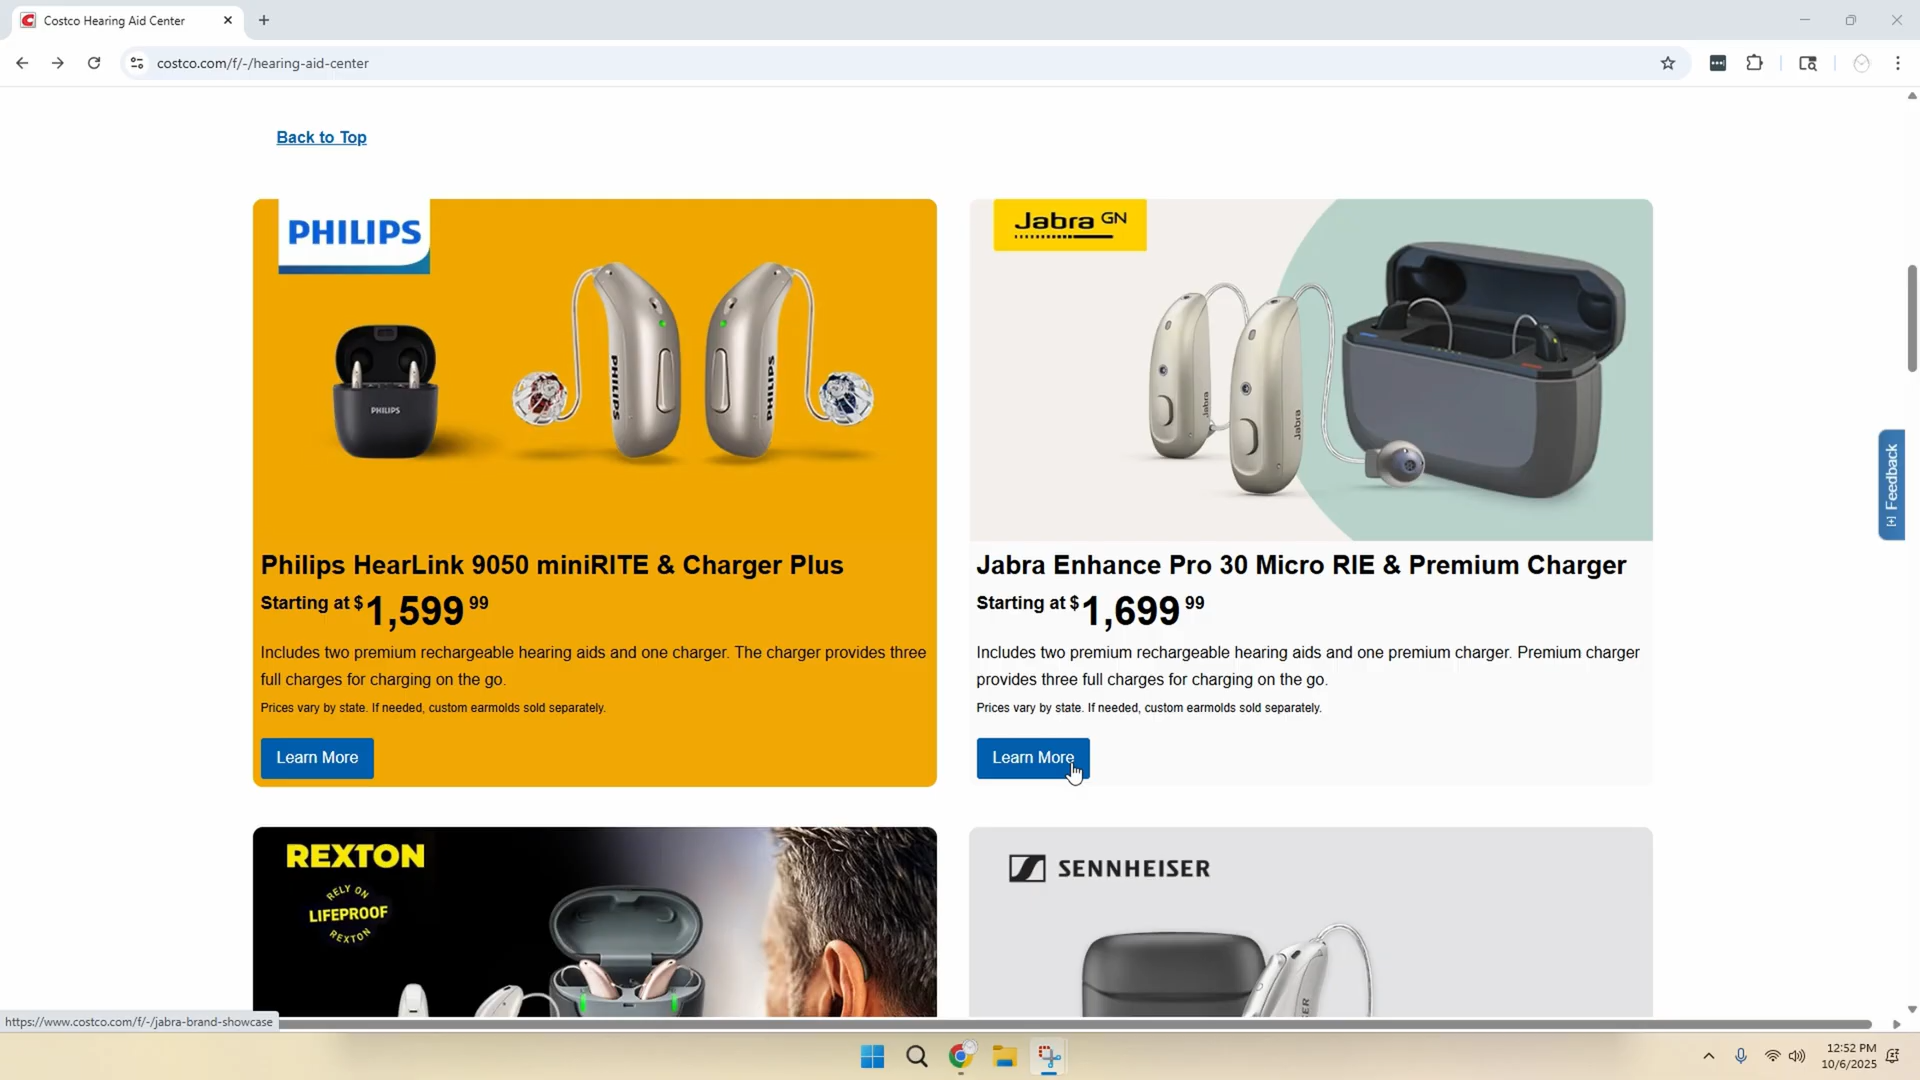 Costco Hearing Aid Center
costco.com/f/-/hearing-aid-center
Back to Top
PHILIPS
PHILIPS
PHILIPS
PHILIPS
Jabra GN
Jabra
Jabra
Philips HearLink 9050 miniRITE & Charger Plus
Starting at $1,599 99
Includes two premium rechargeable hearing aids and one charger. The charger provides three
full charges for charging on the go.
Prices vary by state. If needed, custom earmolds sold separately.
Learn More
Jabra Enhance Pro 30 Micro RIE & Premium Charger
Starting at $1,699 99
Includes two premium rechargeable hearing aids and one premium charger. Premium charger
provides three full charges for charging on the go.
Prices vary by state. If needed, custom earmolds sold separately.
Learn More
[+] Feedback
REXTON
RELY ON
LIFEPROOF
REXTON
SENNHEISER
https://www.costco.com/f/-/jabra-brand-showcase
12:52 PM
10/6/2025